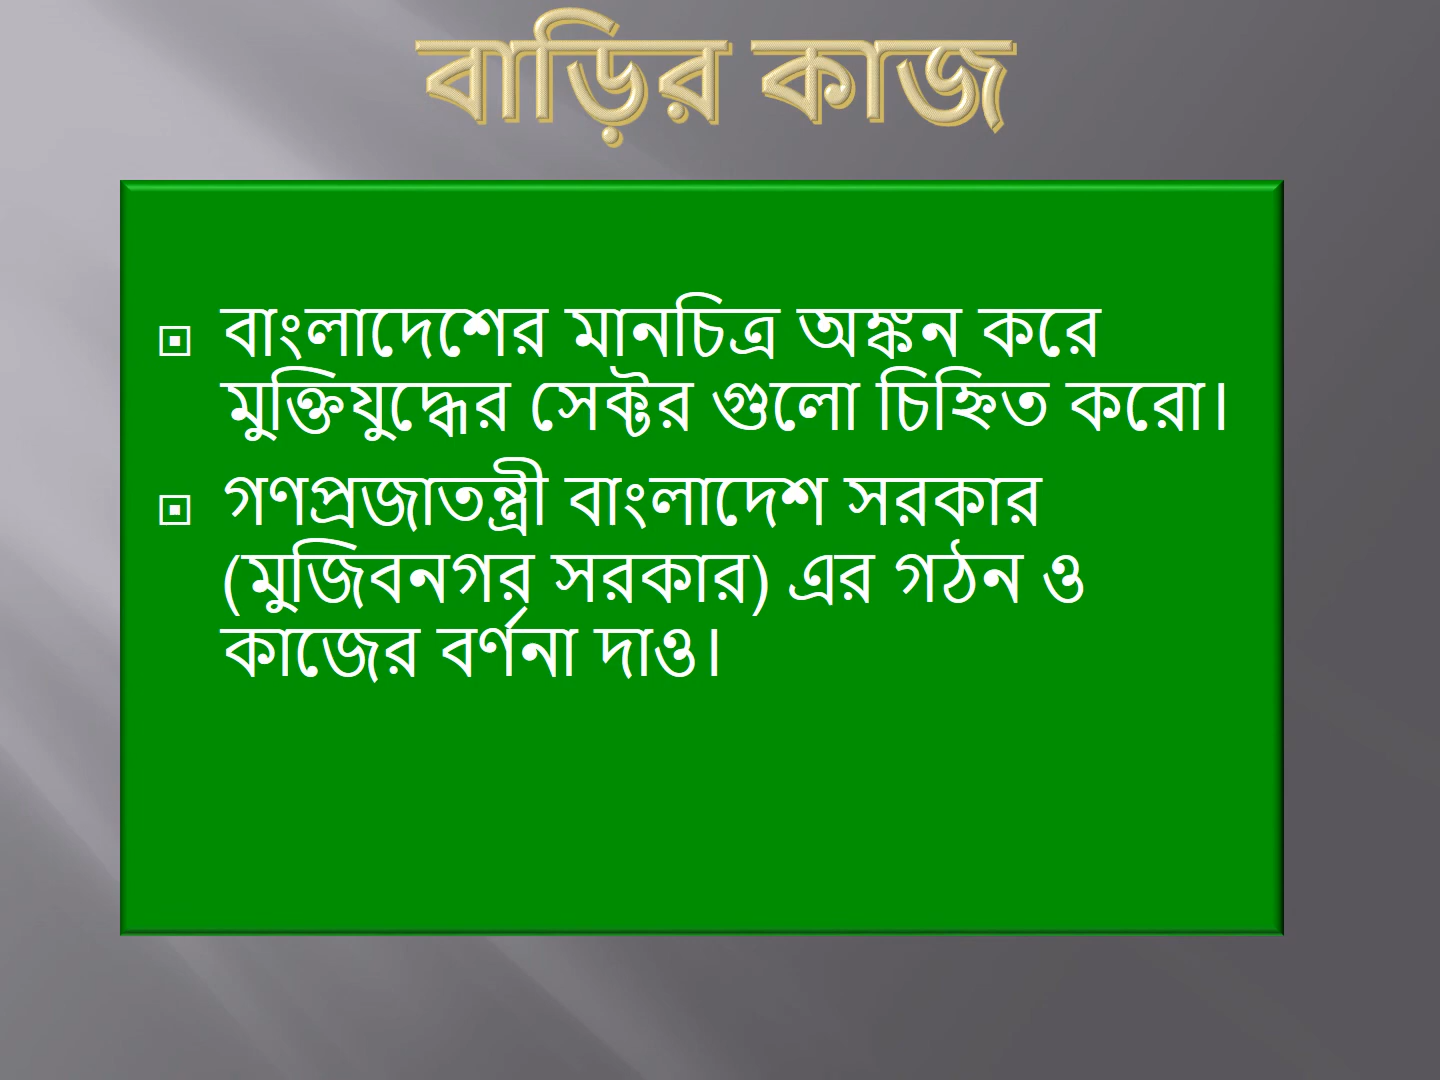 বাড়ির কাজ
বাংলাদেশের মানচিত্র অঙ্কন করে
মুক্তিযুদ্ধের সেক্টর গুলো চিহ্নিত করো।
গণপ্রজাতন্ত্রী বাংলাদেশ সরকার
(মুজিবনগর সরকার) এর গঠন ও
কাজের বর্ণনা দাও।